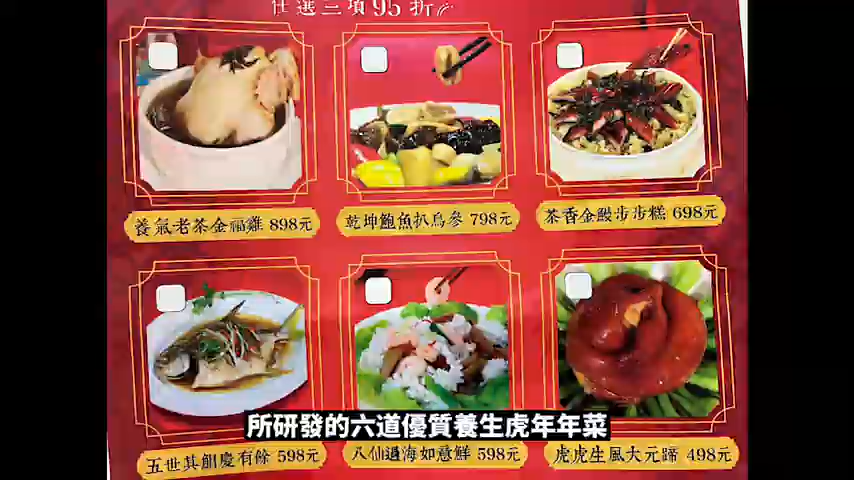 任選三項95折
養氣老茶金福雞 898元
乾坤鮑魚扒烏參 798元
茶香金殿步步糕 698元
所研發的六道優質養生虎年年菜
五世其餬慶有餘 598元
八仙過海如意鮮 598元
虎虎生風大元蹄 498元